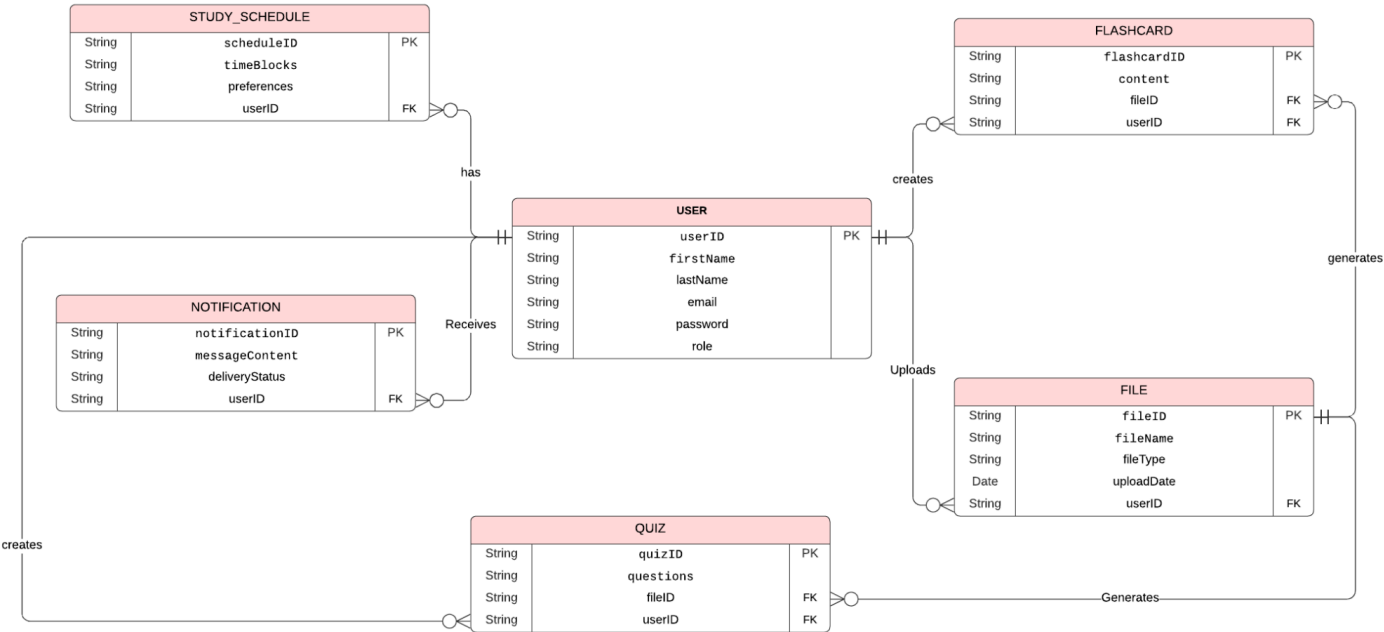 STUDY_SCHEDULE
String scheduleID PK
String timeBlocks
String preferences
String userID FK
FLASHCARD
String flashcardID PK
String content
String fileID FK
String userID FK
has
creates
USER
String userID PK
String firstName
String lastName
String email
String password
String role
generates
NOTIFICATION
String notificationID PK
String messageContent
String deliveryStatus
String userID FK
Receives
Uploads
FILE
String fileID PK
String fileName
String fileType
Date uploadDate
String userID FK
creates
QUIZ
String quizID PK
String questions
String fileID FK
String userID FK
Generates